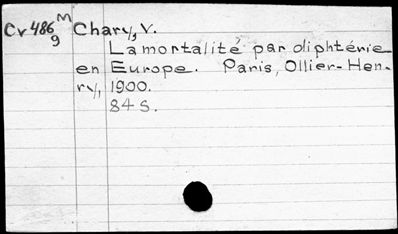 Cv 486 M Chary, V.
9
La mortalité par diphtérie
en Europe. Paris, Ollier-Hen-
ry, 1900.
84 S.